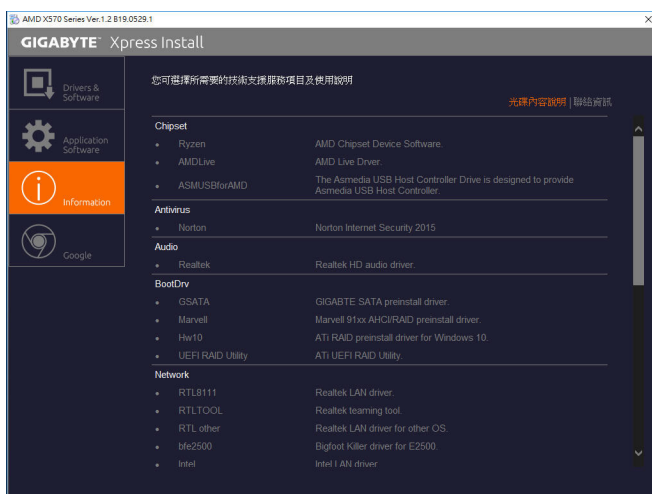 AMD X570 Series Ver.1.2 B19.0529.1
GIGABYTE™ Xpress Install
Drivers & Software
Application Software
Information
Google
您可選擇所需要的技術支援服務項目及使用說明
光碟內容說明 | 聯絡資訊
Chipset
• Ryzen AMD Chipset Device Software.
• AMDLive AMD Live Drver.
• ASMUSBforAMD The Asmedia USB Host Controller Drive is designed to provide
Asmedia USB Host Controller.
Antivirus
• Norton Norton Internet Security 2015
Audio
• Realtek Realtek HD audio driver.
BootDrv
• GSATA GIGABTE SATA preinstall driver.
• Marvell Marvell 91xx AHCI/RAID preinstall driver.
• Hw10 ATi RAID preinstall driver for Windows 10.
• UEFI RAID Utility ATi UEFI RAID Utility.
Network
• RTL8111 Realtek LAN driver.
• RTLTOOL Realtek teaming tool.
• RTL other Realtek LAN driver for other OS.
• bfe2500 Bigfoot Killer driver for E2500.
• Intel Intel LAN driver